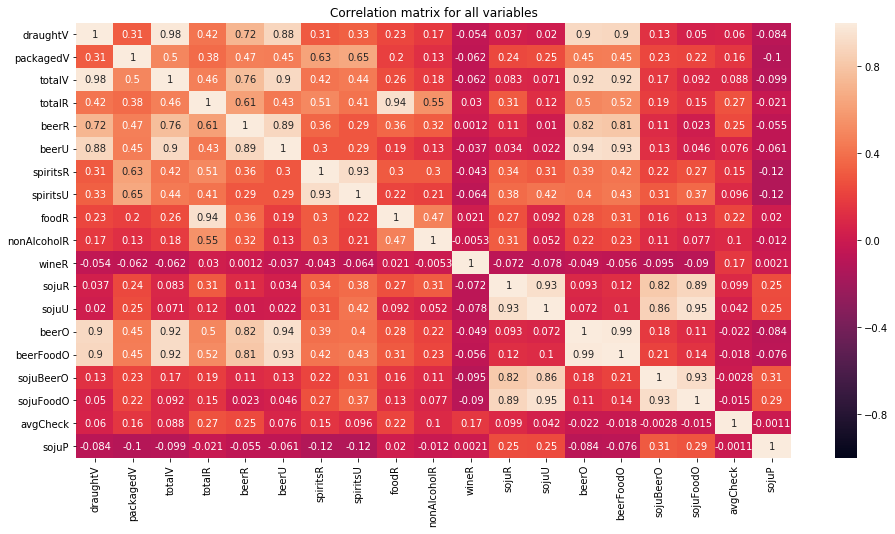 Correlation matrix for all variables
draughtV 1 0.31 0.98 0.42 0.72 0.88 0.31 0.33 0.23 0.17 -0.054 0.037 0.02 0.9 0.9 0.13 0.05 0.06 -0.084
packagedV 0.31 1 0.5 0.38 0.47 0.45 0.63 0.65 0.2 0.13 -0.062 0.24 0.25 0.45 0.45 0.23 0.22 0.16 -0.1
totalV 0.98 0.5 1 0.46 0.76 0.9 0.42 0.44 0.26 0.18 -0.062 0.083 0.071 0.92 0.92 0.17 0.092 0.088 -0.099
totalR 0.42 0.38 0.46 1 0.61 0.43 0.51 0.41 0.94 0.55 0.03 0.31 0.12 0.5 0.52 0.19 0.15 0.27 -0.021
beerR 0.72 0.47 0.76 0.61 1 0.89 0.36 0.29 0.36 0.32 0.0012 0.11 0.01 0.82 0.81 0.11 0.023 0.25 -0.055
beerU 0.88 0.45 0.9 0.43 0.89 1 0.3 0.29 0.19 0.13 -0.037 0.034 0.022 0.94 0.93 0.13 0.046 0.076 -0.061
spiritsR 0.31 0.63 0.42 0.51 0.36 0.3 1 0.93 0.3 0.3 -0.043 0.34 0.31 0.39 0.42 0.22 0.27 0.15 -0.12
spiritsU 0.33 0.65 0.44 0.41 0.29 0.29 0.93 1 0.22 0.21 -0.064 0.38 0.42 0.4 0.43 0.31 0.37 0.096 -0.12
foodR 0.23 0.2 0.26 0.94 0.36 0.19 0.3 0.22 1 0.47 0.021 0.27 0.092 0.28 0.31 0.16 0.13 0.22 0.02
nonAlcoholR 0.17 0.13 0.18 0.55 0.32 0.13 0.3 0.21 0.47 1 -0.0053 0.31 0.052 0.22 0.23 0.11 0.077 0.1 -0.012
wineR -0.054 -0.062 -0.062 0.03 0.0012 -0.037 -0.043 -0.064 0.021 -0.0053 1 -0.072 -0.078 -0.049 -0.056 -0.095 -0.09 0.17 0.0021
sojuR 0.037 0.24 0.083 0.31 0.11 0.034 0.34 0.38 0.27 0.31 -0.072 1 0.93 0.093 0.12 0.82 0.89 0.099 0.25
sojuU 0.02 0.25 0.071 0.12 0.01 0.022 0.31 0.42 0.092 0.052 -0.078 0.93 1 0.072 0.1 0.86 0.95 0.042 0.25
beerO 0.9 0.45 0.92 0.5 0.82 0.94 0.39 0.4 0.28 0.22 -0.049 0.093 0.072 1 0.99 0.18 0.11 -0.022 -0.084
beerFoodO 0.9 0.45 0.92 0.52 0.81 0.93 0.42 0.43 0.31 0.23 -0.056 0.12 0.1 0.99 1 0.21 0.14 -0.018 -0.076
sojuBeerO 0.13 0.23 0.17 0.19 0.11 0.13 0.22 0.31 0.16 0.11 -0.095 0.82 0.86 0.18 0.21 1 0.93 -0.0028 0.31
sojuFoodO 0.05 0.22 0.092 0.15 0.023 0.046 0.27 0.37 0.13 0.077 -0.09 0.89 0.95 0.11 0.14 0.93 1 -0.015 0.29
avgCheck 0.06 0.16 0.088 0.27 0.25 0.076 0.15 0.096 0.22 0.1 0.17 0.099 0.042 -0.022 -0.018 -0.0028 -0.015 1 -0.0011
sojuP -0.084 -0.1 -0.099 -0.021 -0.055 -0.061 -0.12 -0.12 0.02 -0.012 0.0021 0.25 0.25 -0.084 -0.076 0.31 0.29 -0.0011 1
draughtV packagedV totalV totalR beerR beerU spiritsR spiritsU foodR nonAlcoholR wineR sojuR sojuU beerO beerFoodO sojuBeerO sojuFoodO avgCheck sojuP
0.8
0.4
0.0
-0.4
-0.8